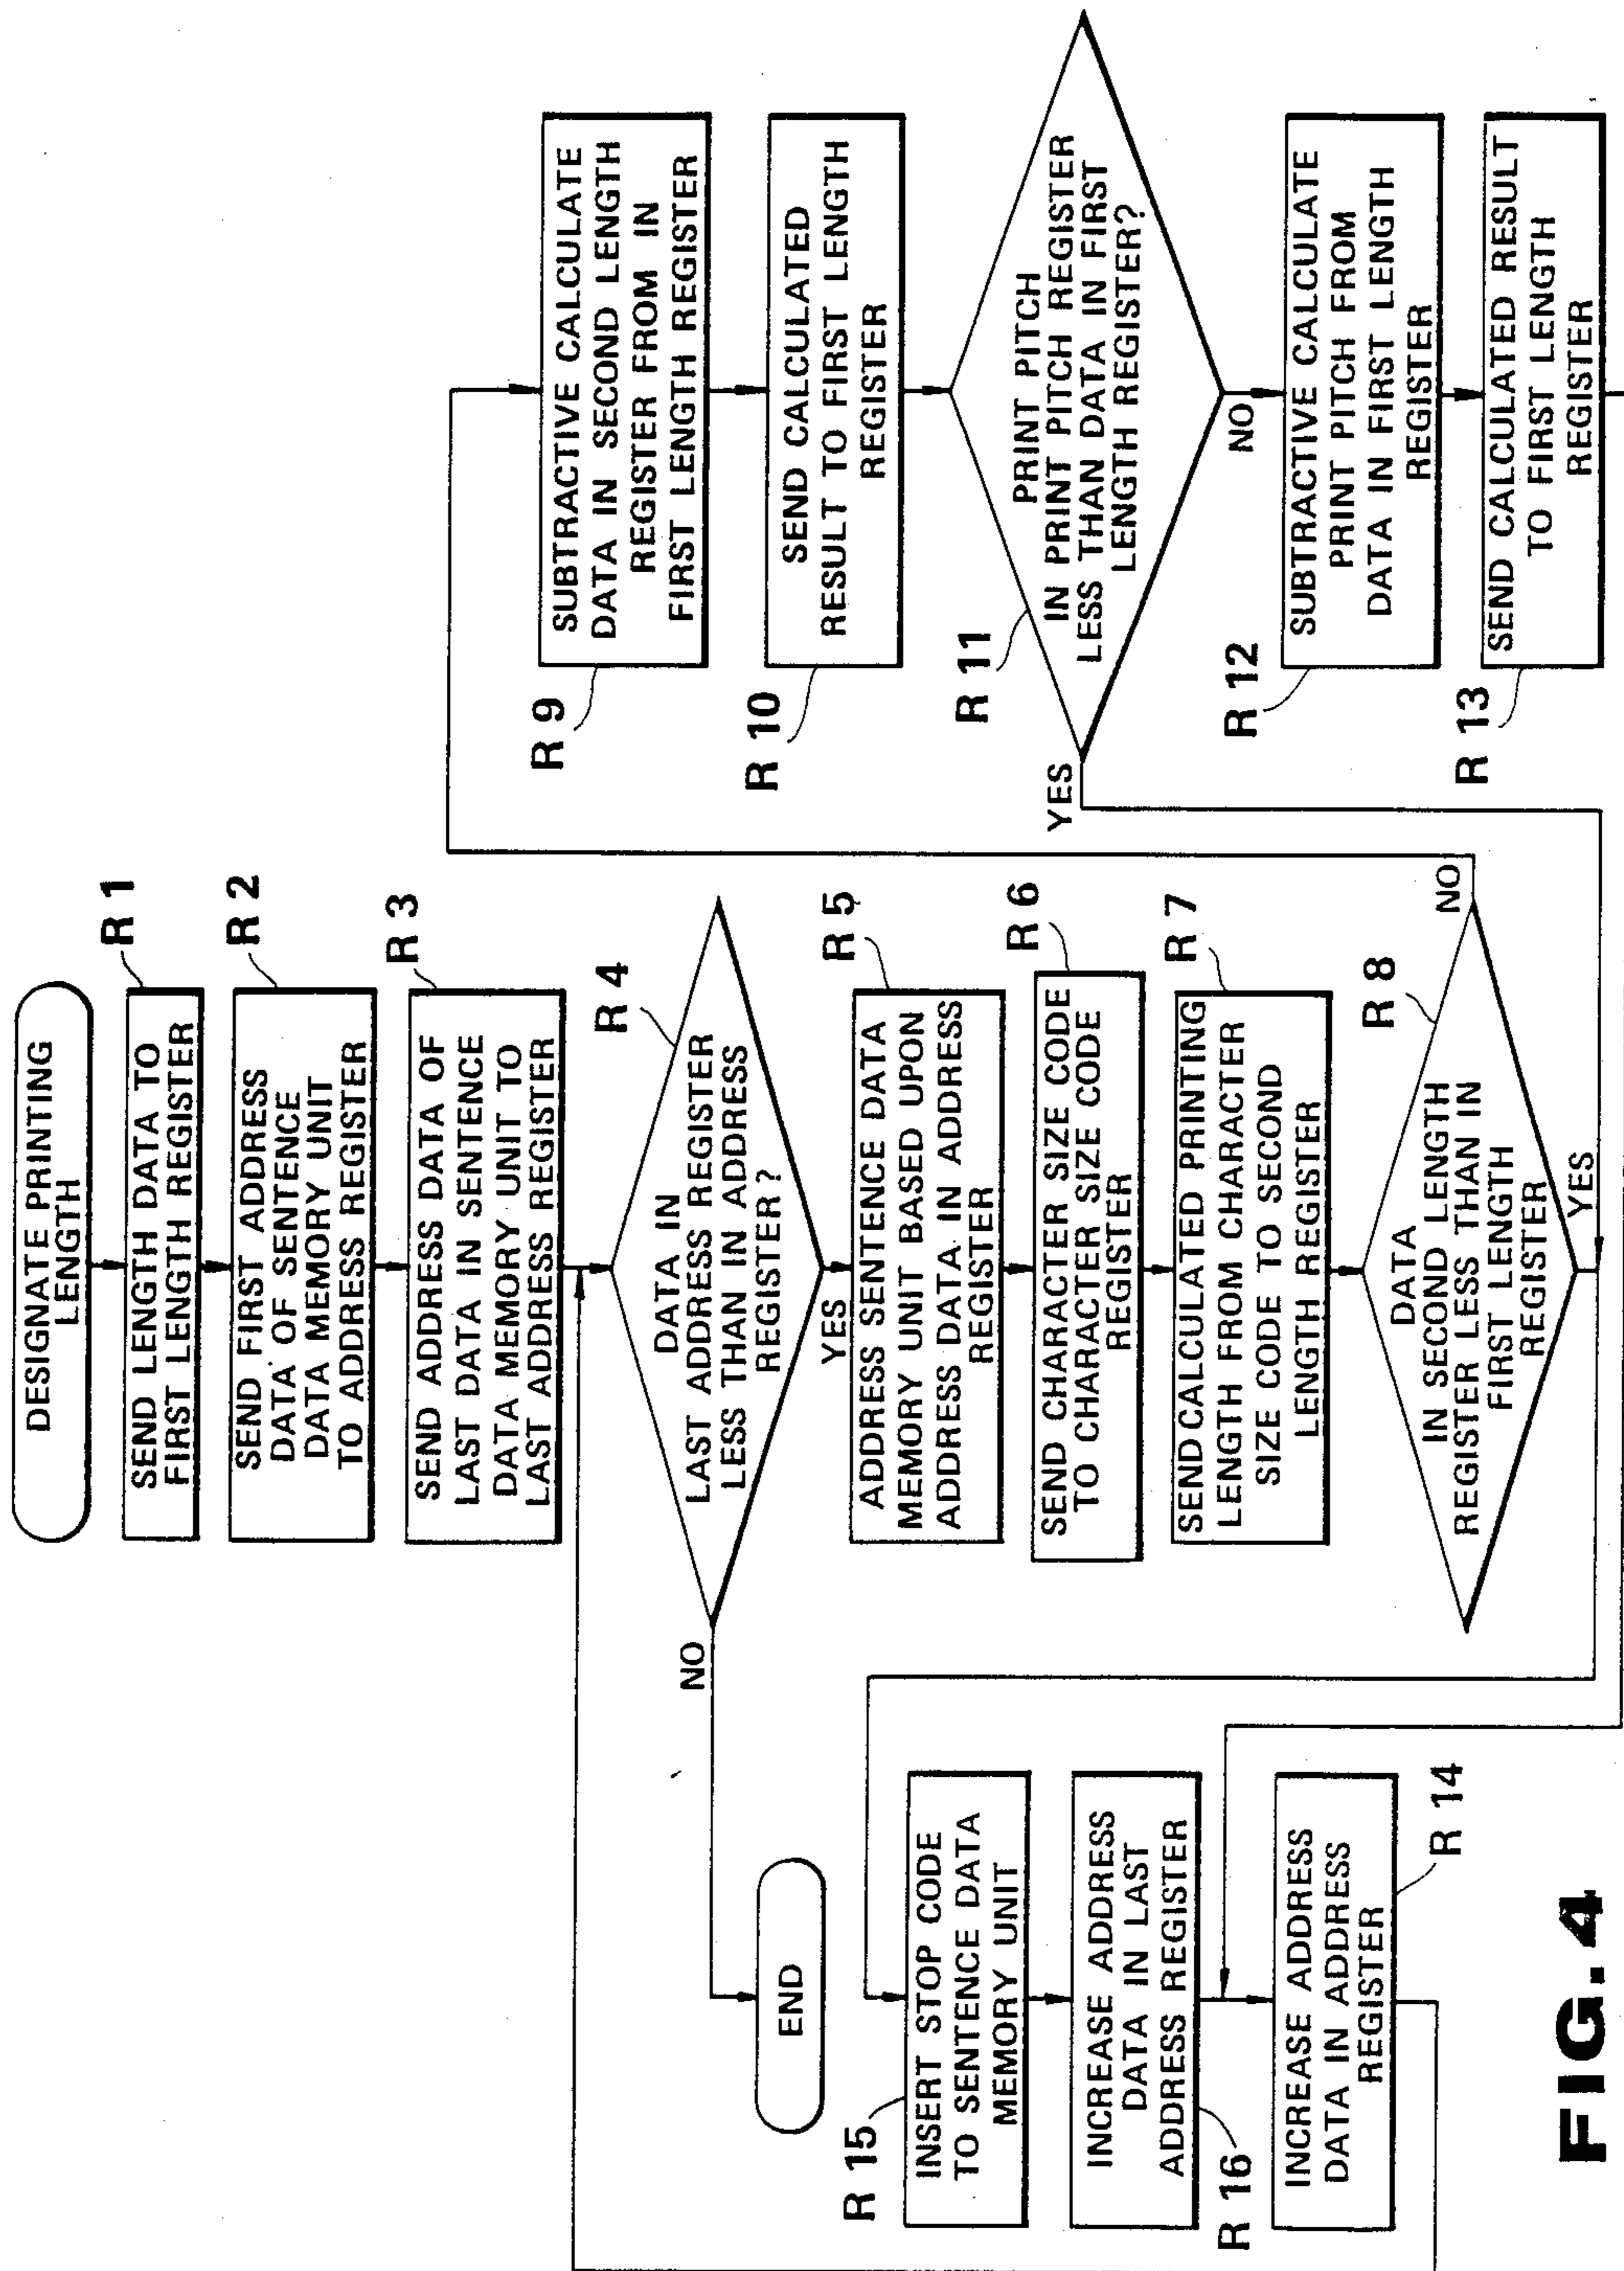 DESIGNATE PRINTING
LENGTH
R 1
SEND LENGTH DATA TO
FIRST LENGTH REGISTER
R 2
SEND FIRST ADDRESS
DATA OF SENTENCE
DATA MEMORY UNIT
TO ADDRESS REGISTER
R 3
SEND ADDRESS DATA OF
LAST DATA IN SENTENCE
DATA MEMORY UNIT TO
LAST ADDRESS REGISTER
R 4
DATA IN
LAST ADDRESS REGISTER
LESS THAN IN ADDRESS
REGISTER?
NO
YES
END
R 5
ADDRESS SENTENCE DATA
MEMORY UNIT BASED UPON
ADDRESS DATA IN ADDRESS
REGISTER
R 6
SEND CHARACTER SIZE CODE
TO CHARACTER SIZE CODE
REGISTER
R 7
SEND CALCULATED PRINTING
LENGTH FROM CHARACTER
SIZE CODE TO SECOND
LENGTH REGISTER
R 8
DATA
IN SECOND LENGTH
REGISTER LESS THAN IN
FIRST LENGTH
REGISTER
NO
YES
R 9
SUBTRACTIVE CALCULATE
DATA IN SECOND LENGTH
REGISTER FROM IN
FIRST LENGTH REGISTER
R 10
SEND CALCULATED
RESULT TO FIRST LENGTH
REGISTER
R 11
PRINT PITCH
IN PRINT PITCH REGISTER
LESS THAN DATA IN FIRST
LENGTH REGISTER?
YES
NO
R 12
SUBTRACTIVE CALCULATE
PRINT PITCH FROM
DATA IN FIRST LENGTH
REGISTER
R 13
SEND CALCULATED RESULT
TO FIRST LENGTH
REGISTER
R 15
INSERT STOP CODE
TO SENTENCE DATA
MEMORY UNIT
R 16
INCREASE ADDRESS
DATA IN LAST
ADDRESS REGISTER
R 14
INCREASE ADDRESS
DATA IN ADDRESS
REGISTER
FIG. 4